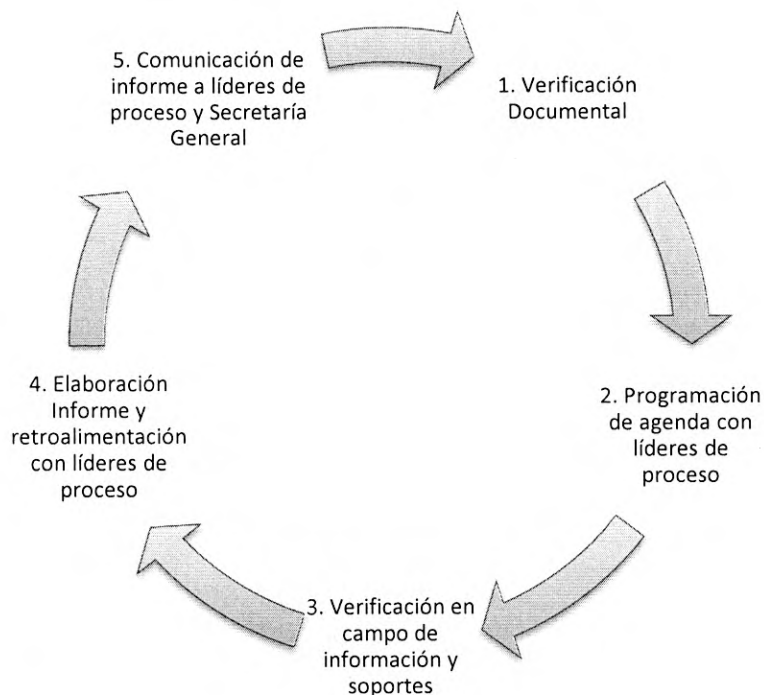 1. Verificación
Documental
2. Programación
de agenda con
líderes de
proceso
3. Verificación en
campo de
información y
soportes
4. Elaboración
Informe y
retroalimentación
con líderes de
proceso
5. Comunicación de
informe a líderes de
proceso y Secretaría
General